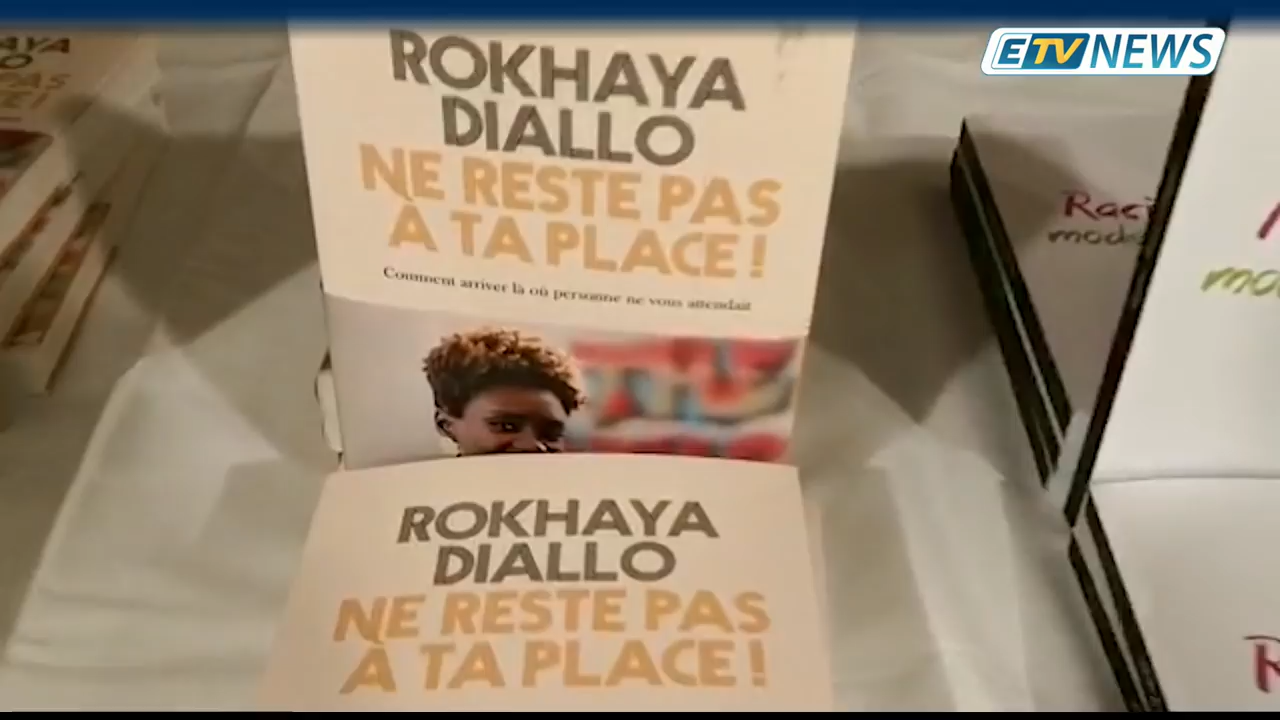 ETV NEWS
ROKHAYA
DIALLO
NE RESTE PAS
À TA PLACE !
Comment arriver là où personne ne vous attendait
ROKHAYA
DIALLO
NE RESTE PAS
À TA PLACE !